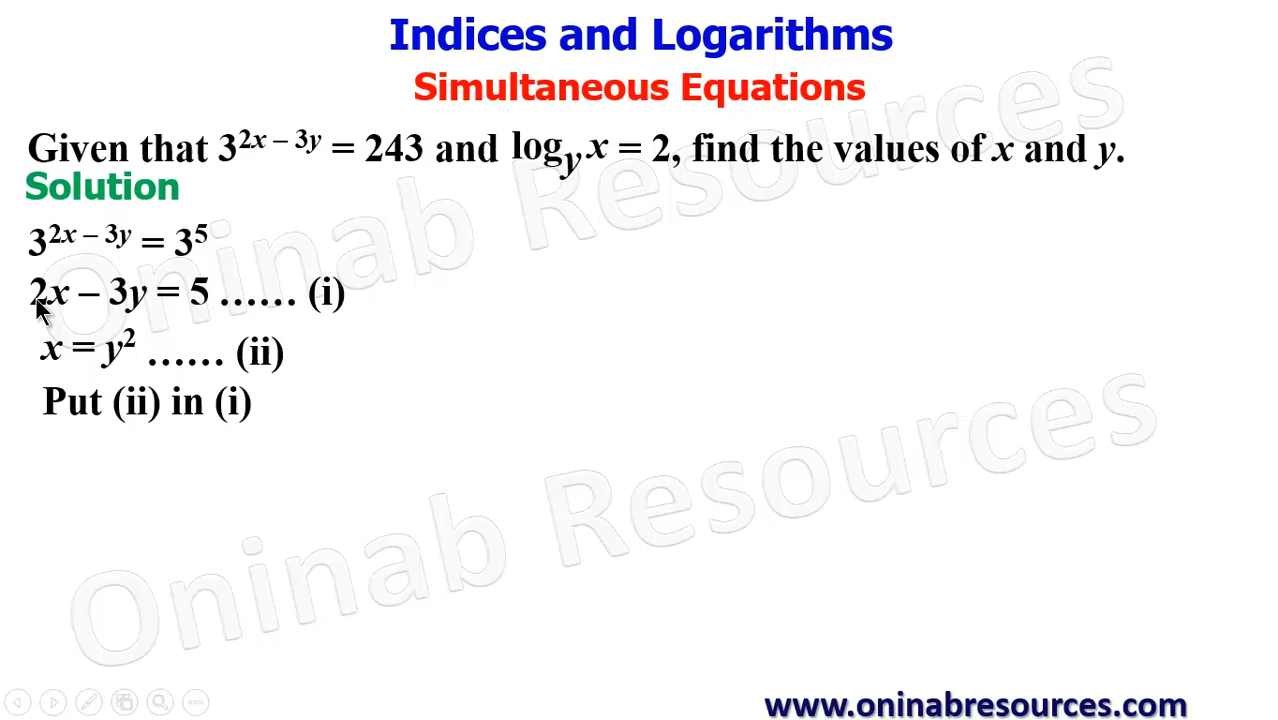 Indices and Logarithms
Simultaneous Equations
Given that 3^{2x – 3y} = 243 and log_y x = 2, find the values of x and y.
Solution
3^{2x – 3y} = 3^5
2x – 3y = 5 …… (i)
x = y^2 …… (ii)
Put (ii) in (i)
Oninab Resources
Oninab Resources
www.oninabresources.com